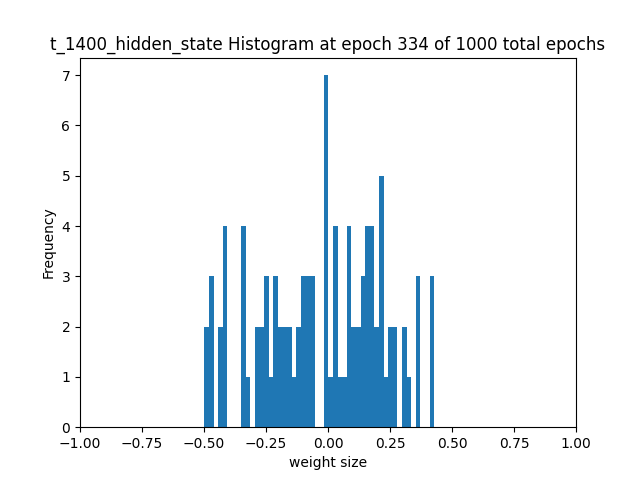 t_1400_hidden_state Histogram at epoch 334 of 1000 total epochs
7
6
5
4
3
2
1
0
Frequency
−1.00 −0.75 −0.50 −0.25 0.00 0.25 0.50 0.75 1.00
weight size